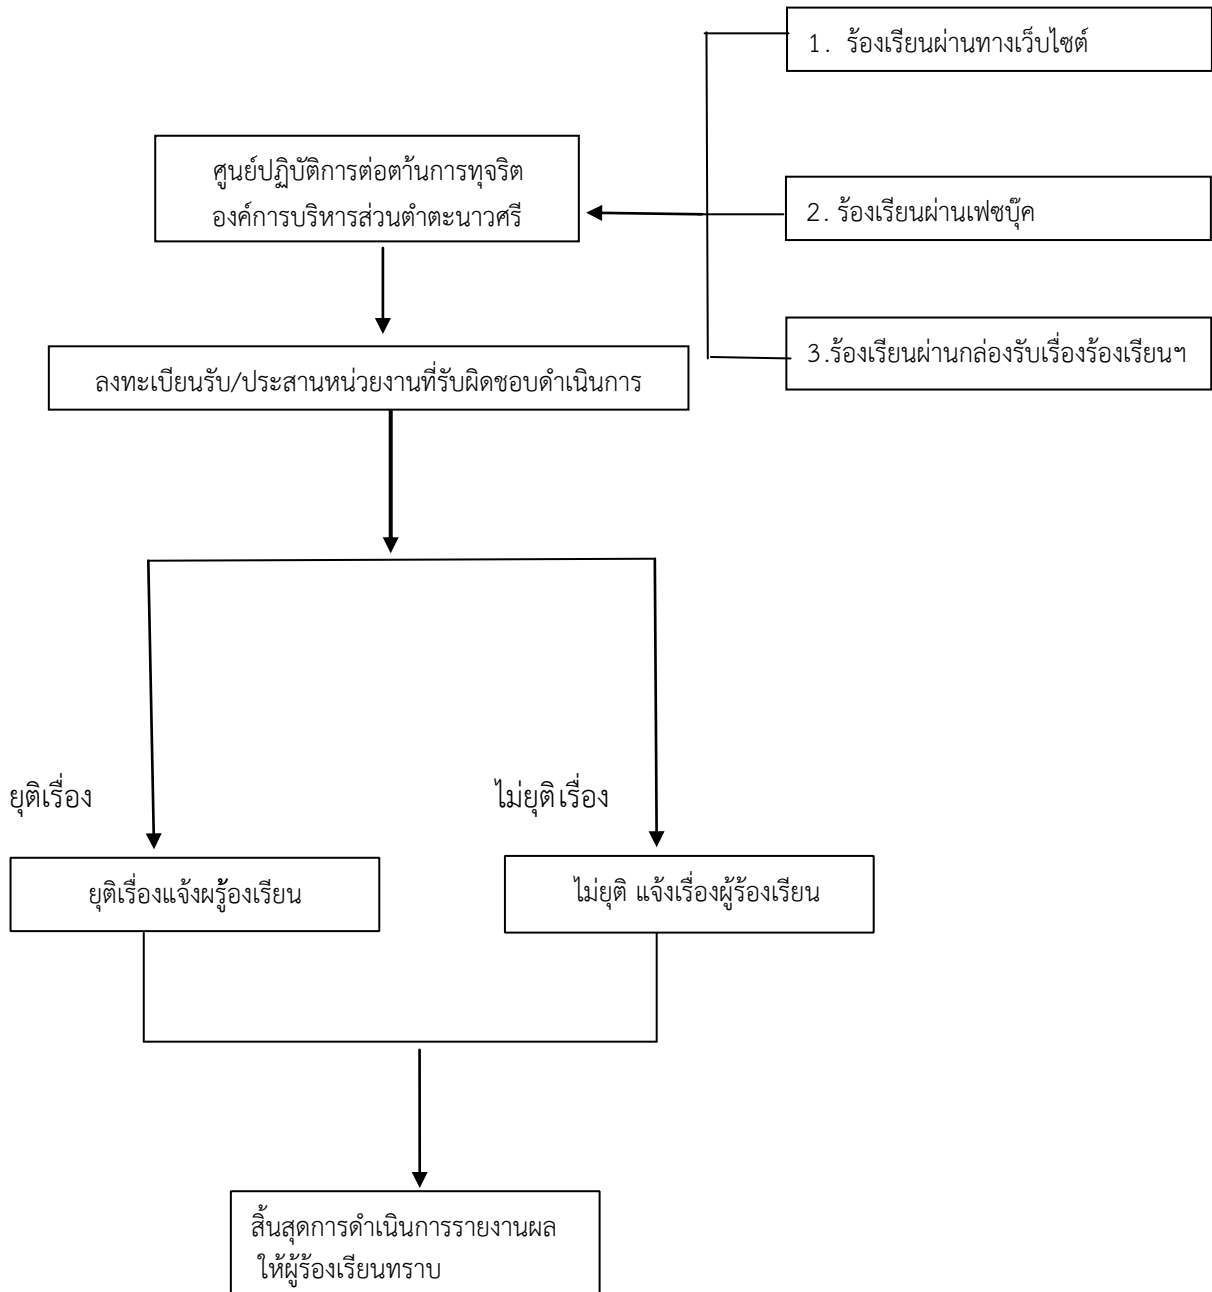 1. ร้องเรียนผ่านทางเว็บไซต์
ศูนย์ปฏิบัติการต่อต้านการทุจริต
องค์การบริหารส่วนตำตะนาวศรี
2. ร้องเรียนผ่านเฟซบุ๊ค
3.ร้องเรียนผ่านกล่องรับเรื่องร้องเรียนฯ
ลงทะเบียนรับ/ประสานหน่วยงานที่รับผิดชอบดำเนินการ
ยุติเรื่อง
ไม่ยุติเรื่อง
ยุติเรื่องแจ้งผรู้องเรียน
ไม่ยุติ แจ้งเรื่องผู้ร้องเรียน
สิ้นสุดการดำเนินการรายงานผล
ให้ผู้ร้องเรียนทราบ